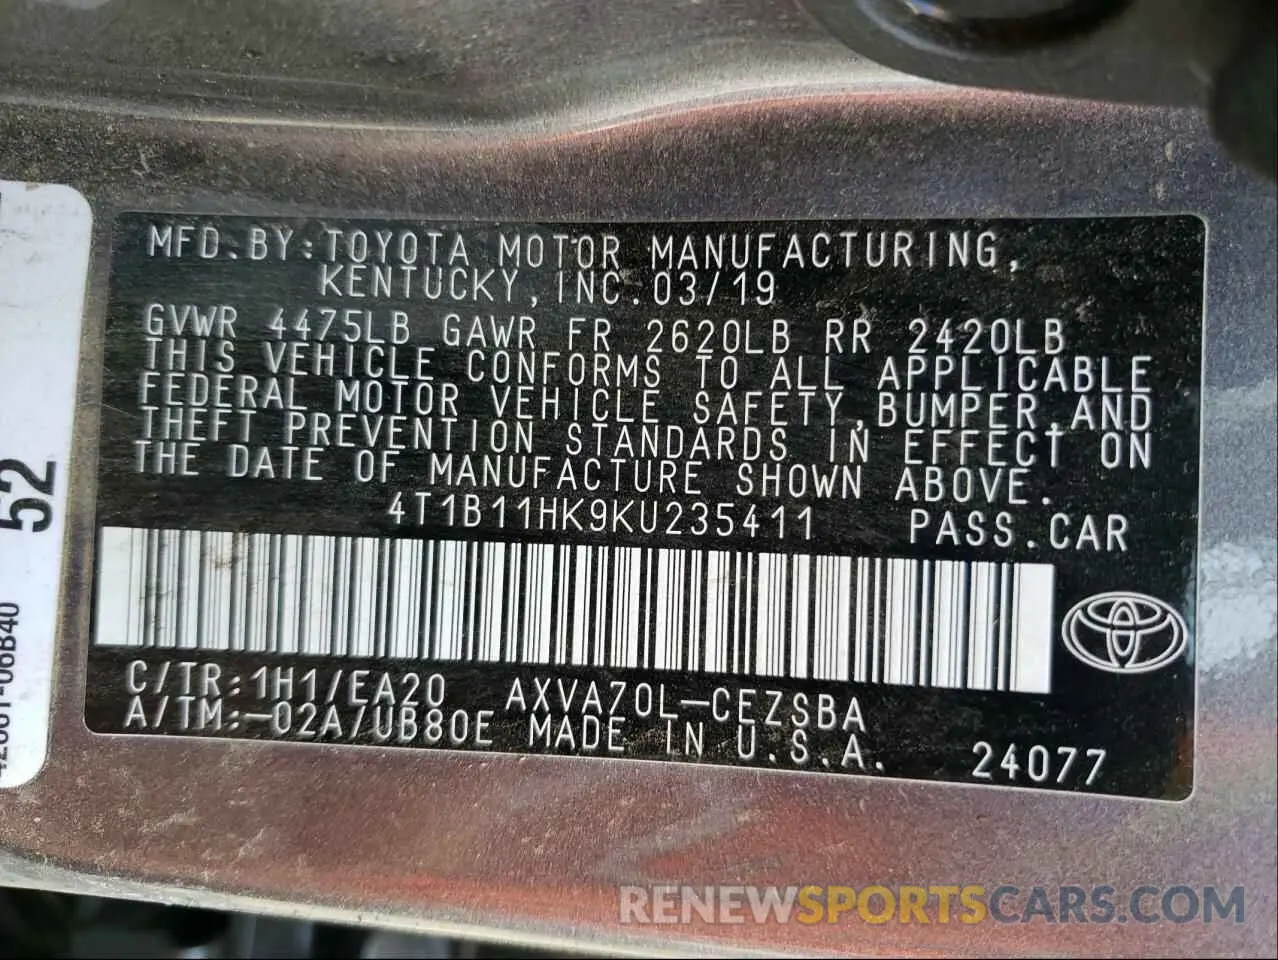 MFD.BY:TOYOTA MOTOR MANUFACTURING,
KENTUCKY,INC.03/19
GVWR 4475LB GAWR FR 2620LB RR 2420LB
THIS VEHICLE CONFORMS TO ALL APPLICABLE
FEDERAL MOTOR VEHICLE SAFETY,BUMPER,AND
THEFT PREVENTION STANDARDS IN EFFECT ON
THE DATE OF MANUFACTURE SHOWN ABOVE.
4T1B11HK9KU235411 PASS.CAR
C/TR:1H1/EA20 AXVA70L-CEZSBA
A/TM:-02A/UB80E MADE IN U.S.A. 24077
52
RENEWSPORTSCARS.COM